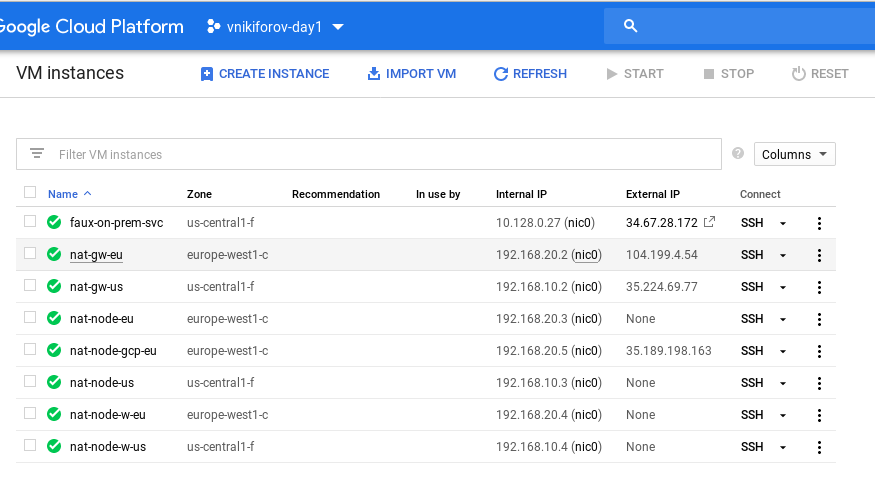 Google Cloud Platform vnikiforov-day1
VM instances CREATE INSTANCE IMPORT VM REFRESH START STOP RESET
Filter VM instances ? Columns
Name Zone Recommendation In use by Internal IP External IP Connect
faux-on-prem-svc us-central1-f 10.128.0.27 (nic0) 34.67.28.172 SSH
nat-gw-eu europe-west1-c 192.168.20.2 (nic0) 104.199.4.54 SSH
nat-gw-us us-central1-f 192.168.10.2 (nic0) 35.224.69.77 SSH
nat-node-eu europe-west1-c 192.168.20.3 (nic0) None SSH
nat-node-gcp-eu europe-west1-c 192.168.20.5 (nic0) 35.189.198.163 SSH
nat-node-us us-central1-f 192.168.10.3 (nic0) None SSH
nat-node-w-eu europe-west1-c 192.168.20.4 (nic0) None SSH
nat-node-w-us us-central1-f 192.168.10.4 (nic0) None SSH